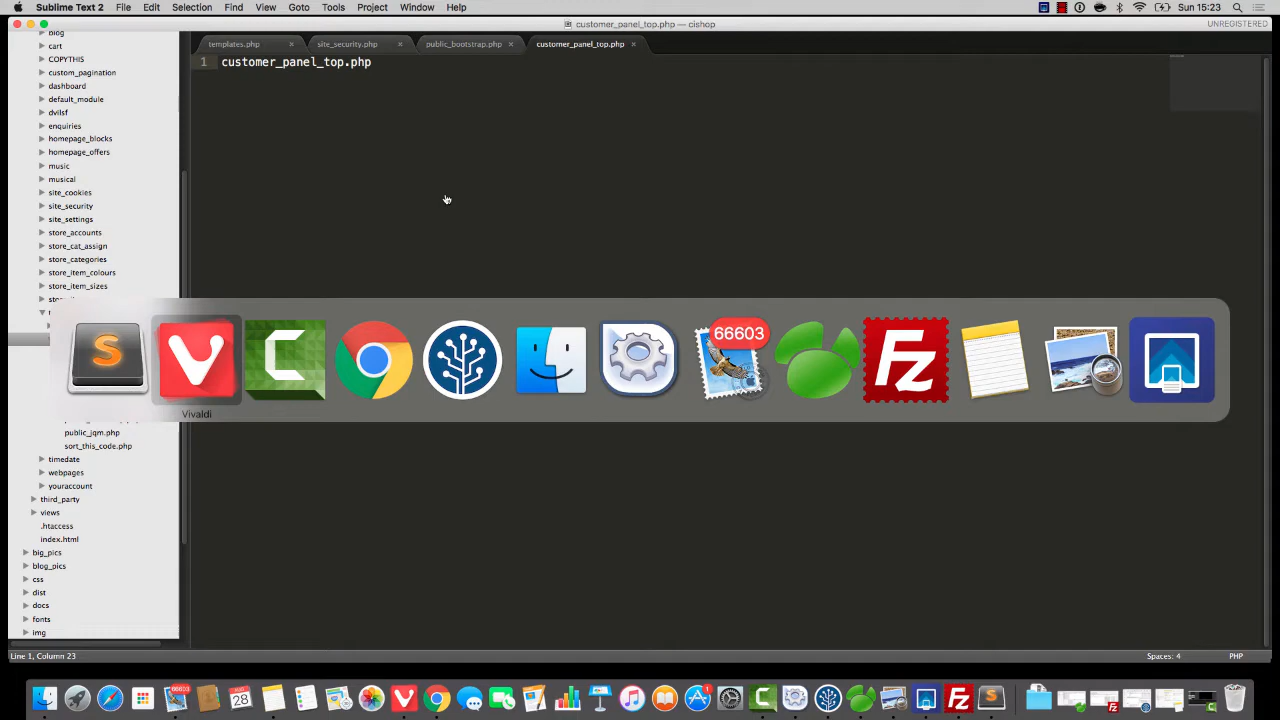 Sublime Text 2 File Edit Selection Find View Goto Tools Project Window Help Sun 15:23
customer_panel_top.php — cishop UNREGISTERED
templates.php site_security.php public_bootstrap.php customer_panel_top.php
1 customer_panel_top.php
blog
cart
COPYTHIS
custom_pagination
dashboard
default_module
dvilsf
enquiries
homepage_blocks
homepage_offers
music
musical
site_cookies
site_security
site_settings
store_accounts
store_cat_assign
store_categories
store_item_colours
store_item_sizes
66603
Vivaldi
public_jqm.php
sort_this_code.php
timedate
webpages
youraccount
third_party
views
.htaccess
index.html
big_pics
blog_pics
css
dist
docs
fonts
img
Line 1, Column 23 Spaces: 4 PHP
66603
AUG
28
1